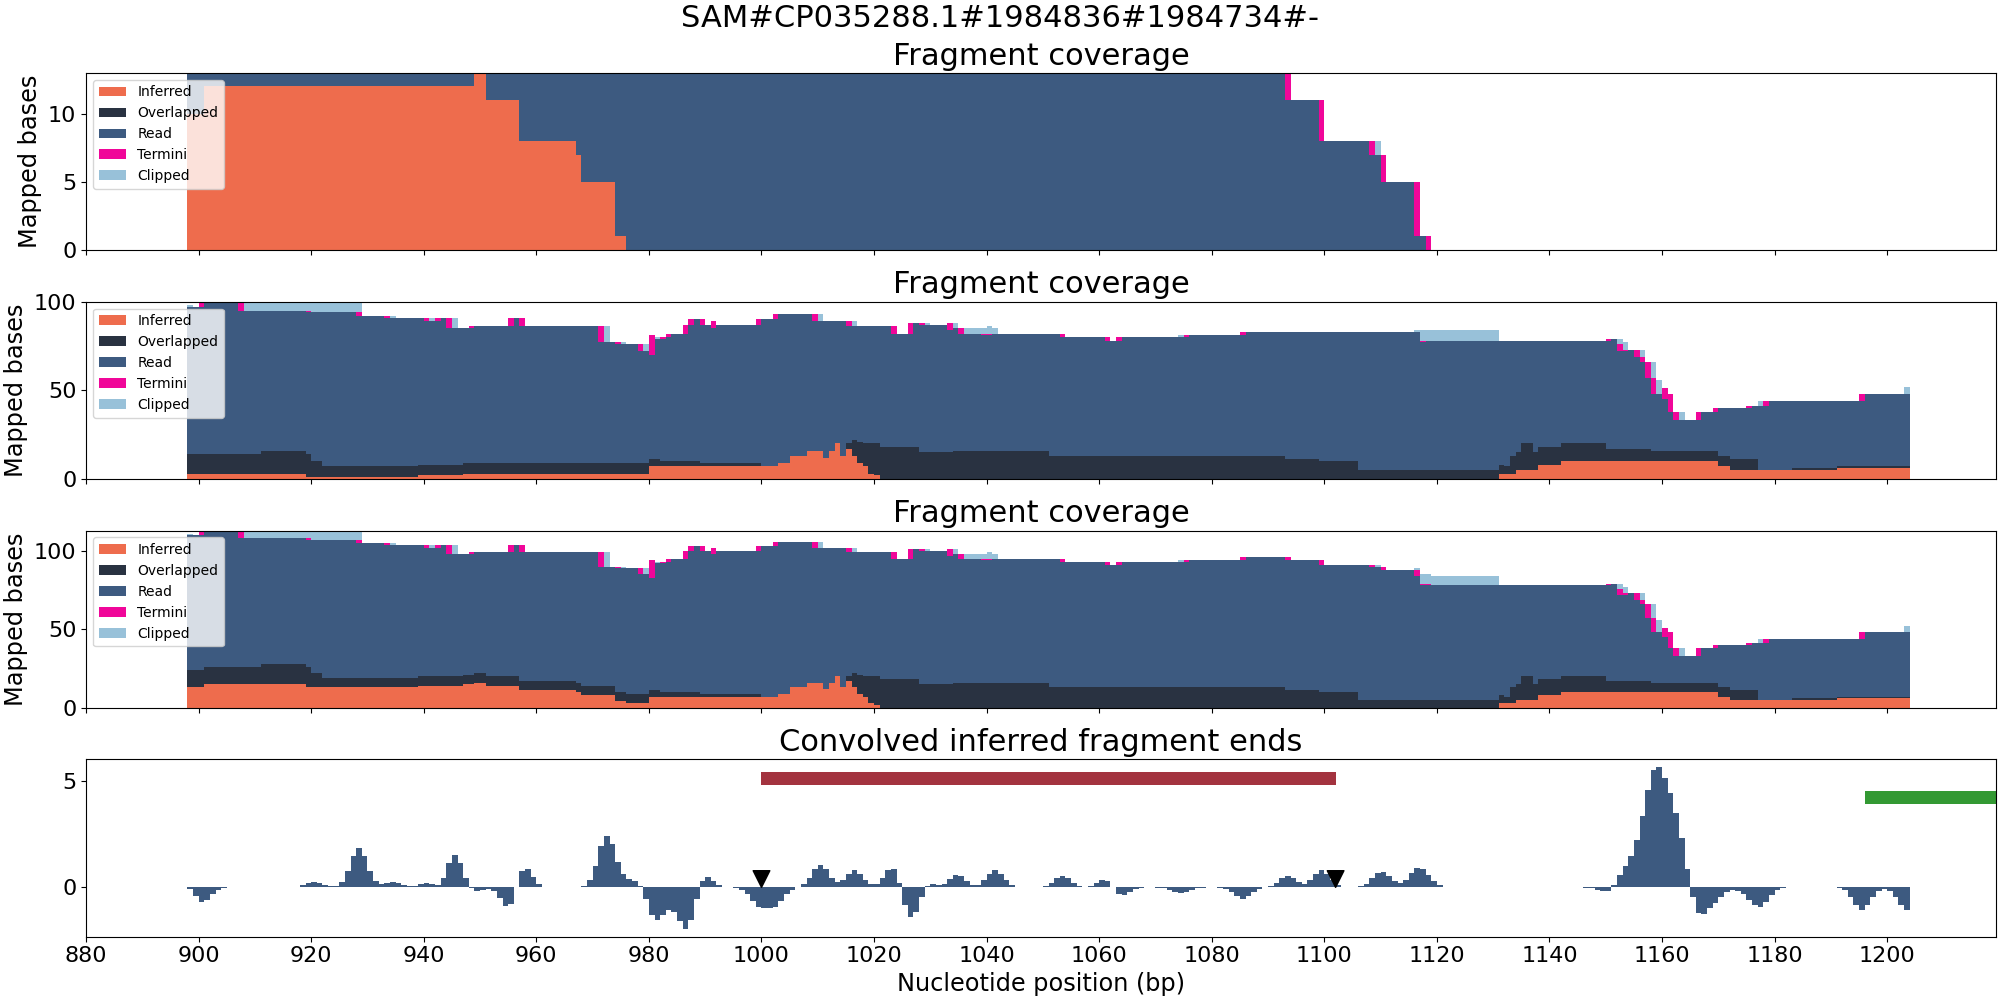 SAM#CP035288.1#1984836#1984734#-
Fragment coverage
Mapped bases
10
5
0
Inferred
Overlapped
Read
Termini
Clipped
Fragment coverage
Mapped bases
100
50
0
Inferred
Overlapped
Read
Termini
Clipped
Fragment coverage
Mapped bases
100
50
0
Inferred
Overlapped
Read
Termini
Clipped
Convolved inferred fragment ends
5
0
880 900 920 940 960 980 1000 1020 1040 1060 1080 1100 1120 1140 1160 1180 1200
Nucleotide position (bp)